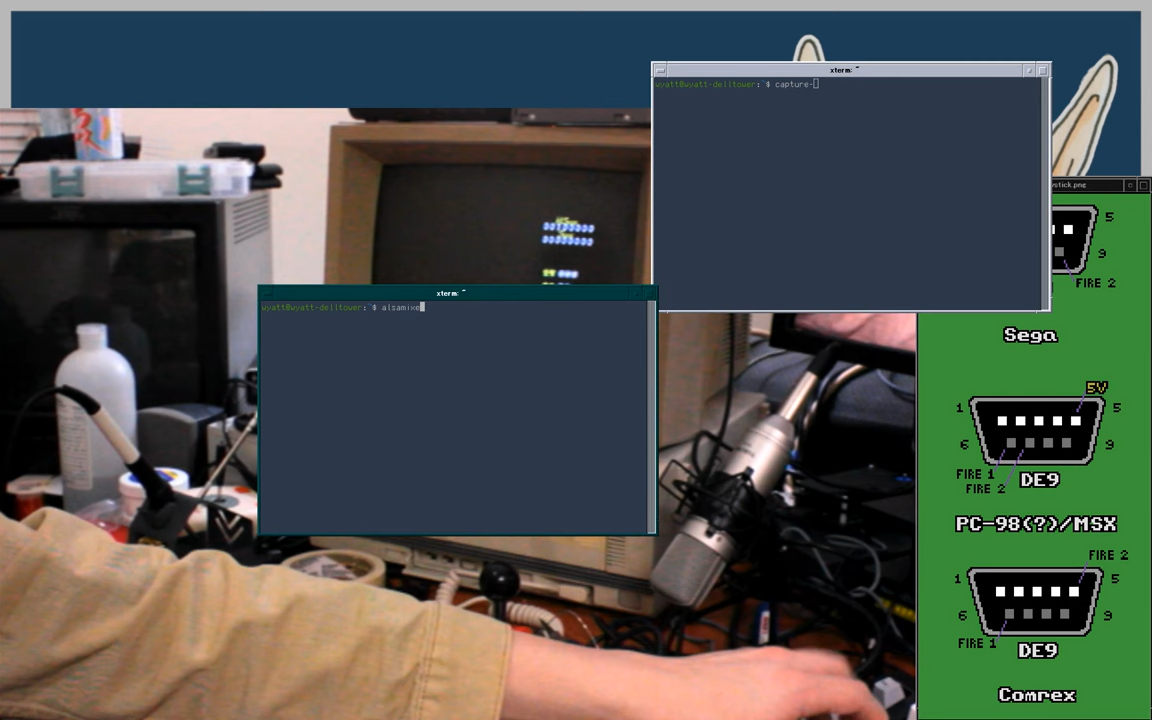 xterm: ~
wyatt@wyatt-delltower:~$ capture-
stick.png
5
9
FIRE 2
Sega
xterm: ~
wyatt@wyatt-delltower:~$ alsamixe
5V
1
5
6
9
FIRE 1
FIRE 2
DE9
PC-98(?)/MSX
FIRE 2
1
5
6
9
FIRE 1
DE9
Comrex